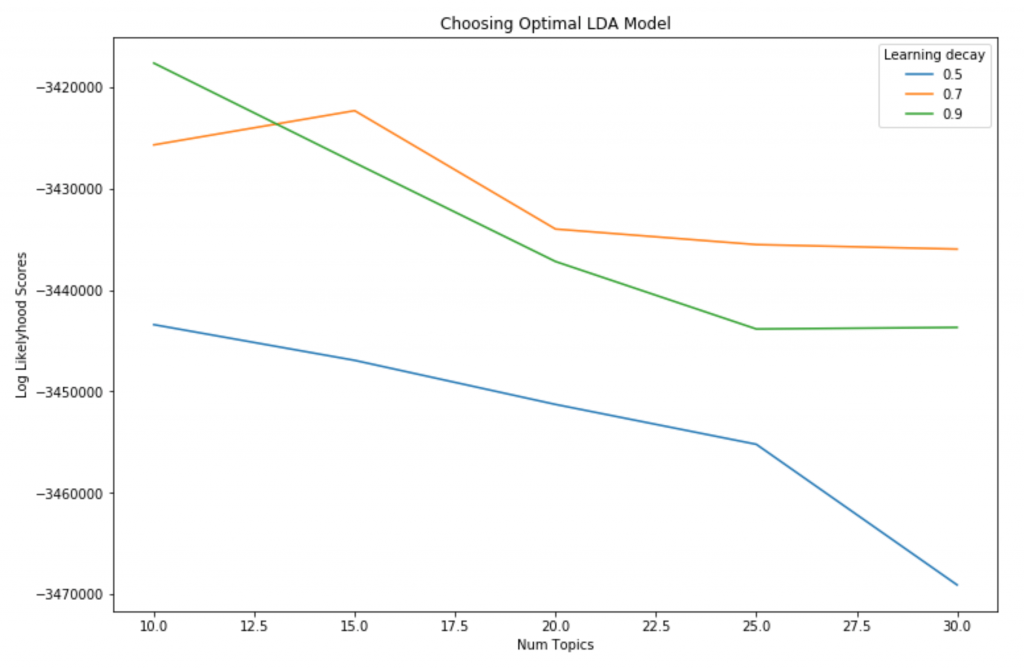 Choosing Optimal LDA Model
Learning decay
0.5
0.7
0.9
Log Likelyhood Scores
−3420000
−3430000
−3440000
−3450000
−3460000
−3470000
10.0 12.5 15.0 17.5 20.0 22.5 25.0 27.5 30.0
Num Topics